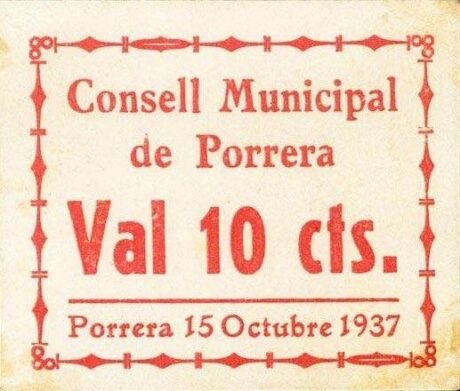 Consell Municipal
de Porrera
Val 10 cts.
Porrera 15 Octubre 1937